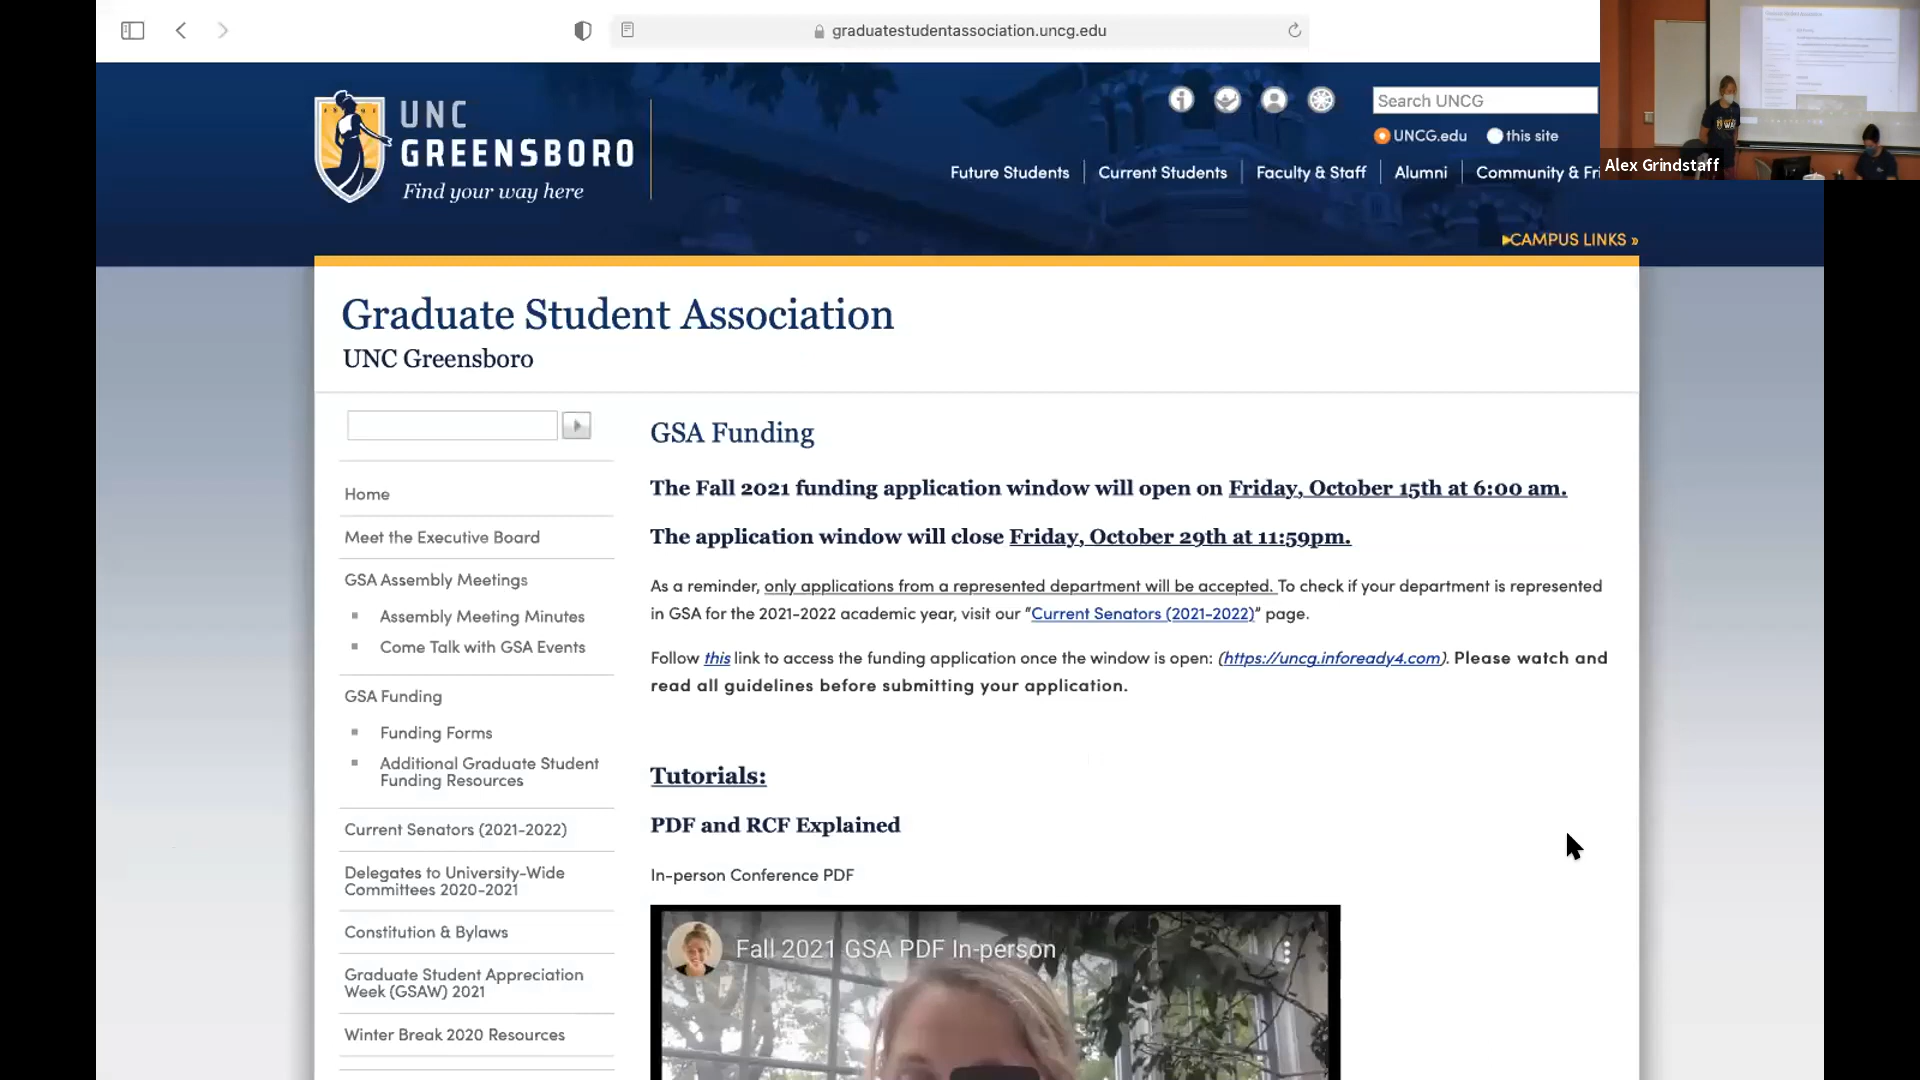 graduatestudentassociation.uncg.edu
UNC
GREENSBORO
Find your way here
Search UNCG
UNCG.edu this site
Future Students Current Students Faculty & Staff Alumni Community & Fri
Alex Grindstaff
CAMPUS LINKS »
Graduate Student Association
UNC Greensboro
Home
Meet the Executive Board
GSA Assembly Meetings
Assembly Meeting Minutes
Come Talk with GSA Events
GSA Funding
Funding Forms
Additional Graduate Student
Funding Resources
Current Senators (2021-2022)
Delegates to University-Wide
Committees 2020-2021
Constitution & Bylaws
Graduate Student Appreciation
Week (GSAW) 2021
Winter Break 2020 Resources
GSA Funding
The Fall 2021 funding application window will open on Friday, October 15th at 6:00 am.
The application window will close Friday, October 29th at 11:59pm.
As a reminder, only applications from a represented department will be accepted. To check if your department is represented
in GSA for the 2021-2022 academic year, visit our "Current Senators (2021-2022)" page.
Follow this link to access the funding application once the window is open: (https://uncg.infoready4.com). Please watch and
read all guidelines before submitting your application.
Tutorials:
PDF and RCF Explained
In-person Conference PDF
Fall 2021 GSA PDF In-person